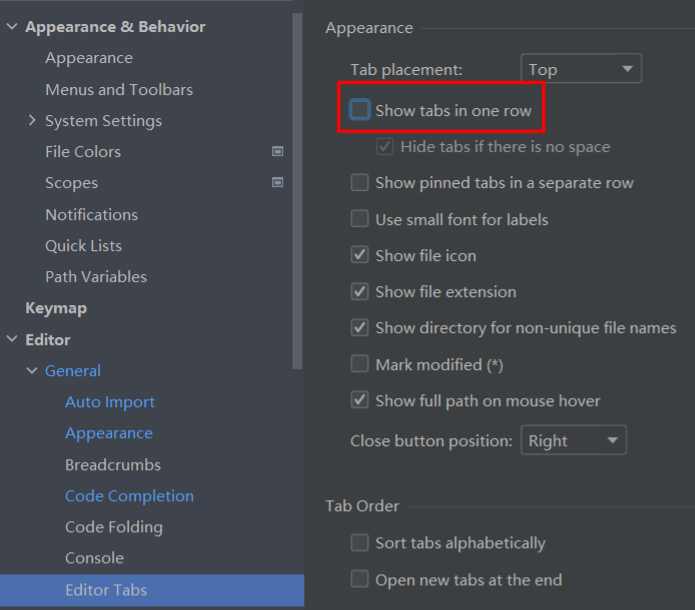 Appearance & Behavior
Appearance
Menus and Toolbars
System Settings
File Colors
Scopes
Notifications
Quick Lists
Path Variables
Keymap
Editor
General
Auto Import
Appearance
Breadcrumbs
Code Completion
Code Folding
Console
Editor Tabs
Appearance
Tab placement: Top
Show tabs in one row
Hide tabs if there is no space
Show pinned tabs in a separate row
Use small font for labels
Show file icon
Show file extension
Show directory for non-unique file names
Mark modified (*)
Show full path on mouse hover
Close button position: Right
Tab Order
Sort tabs alphabetically
Open new tabs at the end